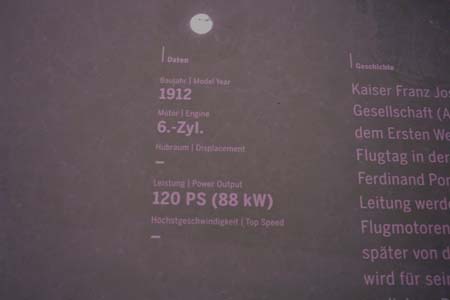 Daten
Baujahr | Model Year
1912
Motor | Engine
6.-Zyl.
Hubraum | Displacement
–
Leistung | Power Output
120 PS (88 kW)
Höchstgeschwindigkeit | Top Speed
–
Geschichte
Kaiser Franz Jos
Gesellschaft (A
dem Ersten We
Flugtag in der
Ferdinand Por
Leitung werde
Flugmotoren
später von d
wird für sein